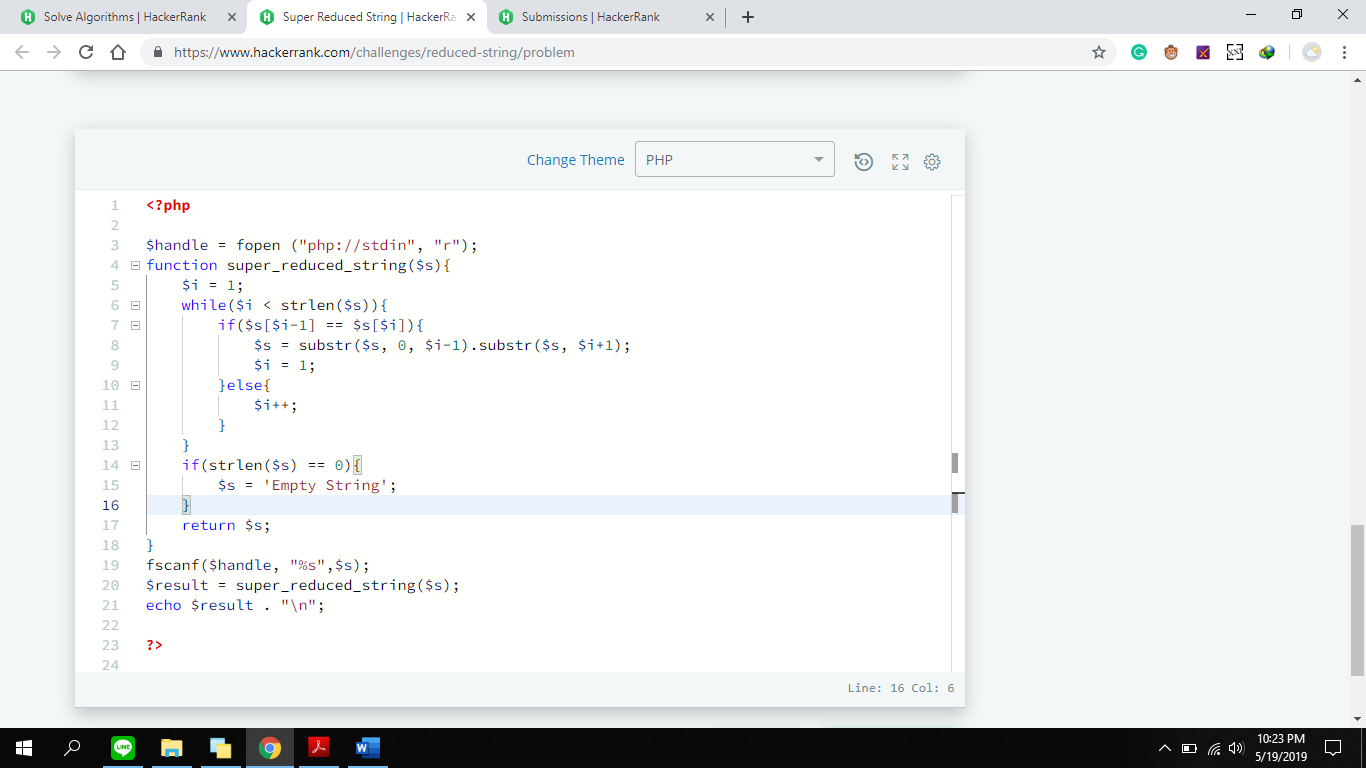 Solve Algorithms | HackerRank
Super Reduced String | HackerRa
Submissions | HackerRank
https://www.hackerrank.com/challenges/reduced-string/problem
Change Theme PHP
1 <?php
2
3 $handle = fopen ("php://stdin", "r");
4 function super_reduced_string($s){
5     $i = 1;
6     while($i < strlen($s)){
7         if($s[$i-1] == $s[$i]){
8             $s = substr($s, 0, $i-1).substr($s, $i+1);
9             $i = 1;
10         }else{
11             $i++;
12         }
13     }
14     if(strlen($s) == 0){
15         $s = 'Empty String';
16     }
17     return $s;
18 }
19 fscanf($handle, "%s",$s);
20 $result = super_reduced_string($s);
21 echo $result . "\n";
22
23 ?>
24
Line: 16 Col: 6
LINE
W
10:23 PM
5/19/2019